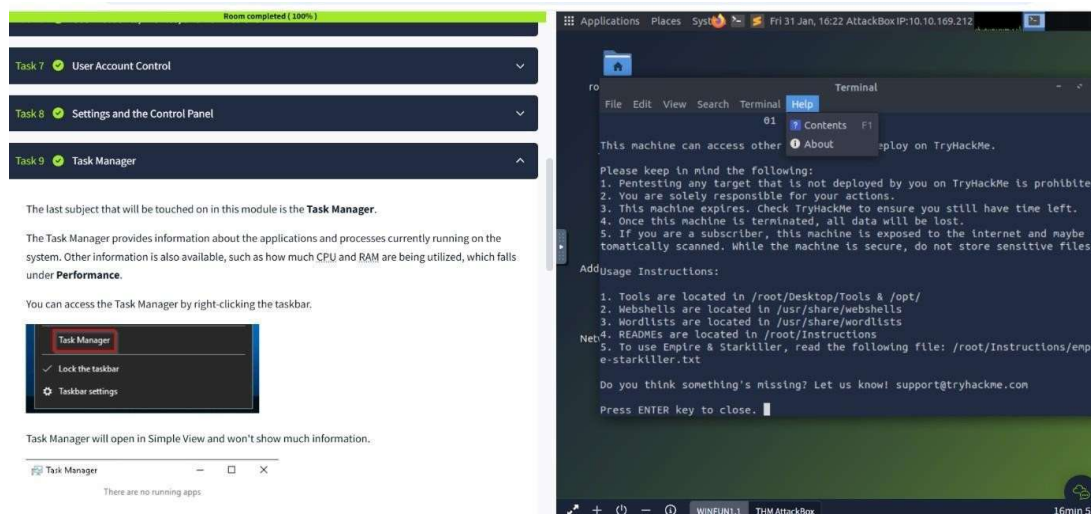 Room completed ( 100% )
Task 7 User Account Control
Task 8 Settings and the Control Panel
Task 9 Task Manager
The last subject that will be touched on in this module is the Task Manager.
The Task Manager provides information about the applications and processes currently running on the
system. Other information is also available, such as how much CPU and RAM are being utilized, which falls
under Performance.
You can access the Task Manager by right-clicking the taskbar.
Task Manager
Lock the taskbar
Taskbar settings
Task Manager will open in Simple View and won't show much information.
Task Manager
There are no running apps
Applications Places Syst Fri 31 Jan, 16:22 AttackBox IP:10.10.169.212
ro
Terminal
File Edit View Search Terminal Help
01
Contents F1
About
This machine can access other eploy on TryHackMe.
Please keep in mind the following:
1. Pentesting any target that is not deployed by you on TryHackMe is prohibite
2. You are solely responsible for your actions.
3. This machine expires. Check TryHackMe to ensure you still have time left.
4. Once this machine is terminated, all data will be lost.
5. If you are a subscriber, this machine is exposed to the internet and maybe
tomatically scanned. While the machine is secure, do not store sensitive files
Add
Usage Instructions:
1. Tools are located in /root/Desktop/Tools & /opt/
2. Webshells are located in /usr/share/webshells
3. Wordlists are located in /usr/share/wordlists
Net
4. READMEs are located in /root/Instructions
5. To use Empire & Starkiller, read the following file: /root/Instructions/emp
e-starkiller.txt
Do you think something's missing? Let us know! support@tryhackme.com
Press ENTER key to close.
WINFUN1.1 THM AttackBox
16min